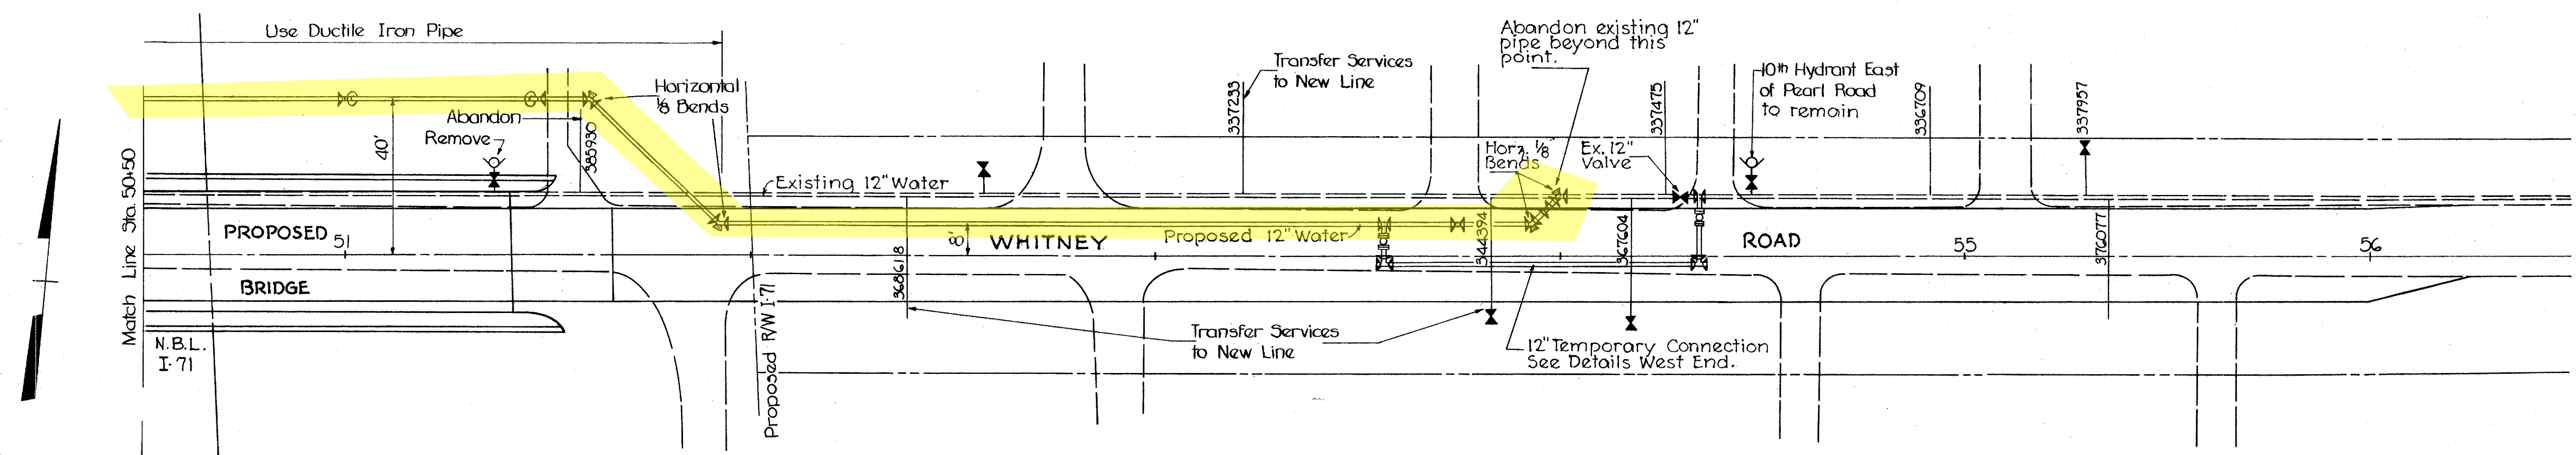 Use Ductile Iron Pipe
Horizontal
⅛ Bends
Abandon
Remove
40'
385930
Match Line Sta. 50+50
Existing 12" Water
PROPOSED
51
BRIDGE
N.B.L.
I-71
Proposed R/W I-71
368618
8'
WHITNEY
Transfer Services
to New Line
337233
Proposed 12" Water
Transfer Services
to New Line
Abandon existing 12"
pipe beyond this
point.
Horz. ⅛
Bends
Ex. 12"
Valve
344394
367604
337475
12" Temporary Connection
See Details West End.
10th Hydrant East
of Pearl Road
to remain
ROAD
336709
55
337957
376077
56